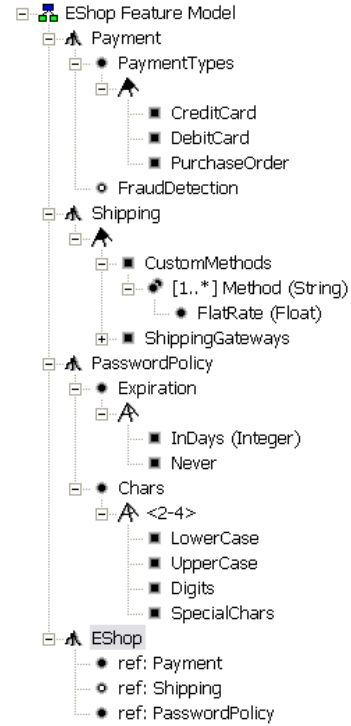 EShop Feature Model
Payment
PaymentTypes
CreditCard
DebitCard
PurchaseOrder
FraudDetection
Shipping
CustomMethods
[1..*] Method (String)
FlatRate (Float)
ShippingGateways
PasswordPolicy
Expiration
InDays (Integer)
Never
Chars
<2-4>
LowerCase
UpperCase
Digits
SpecialChars
EShop
ref: Payment
ref: Shipping
ref: PasswordPolicy